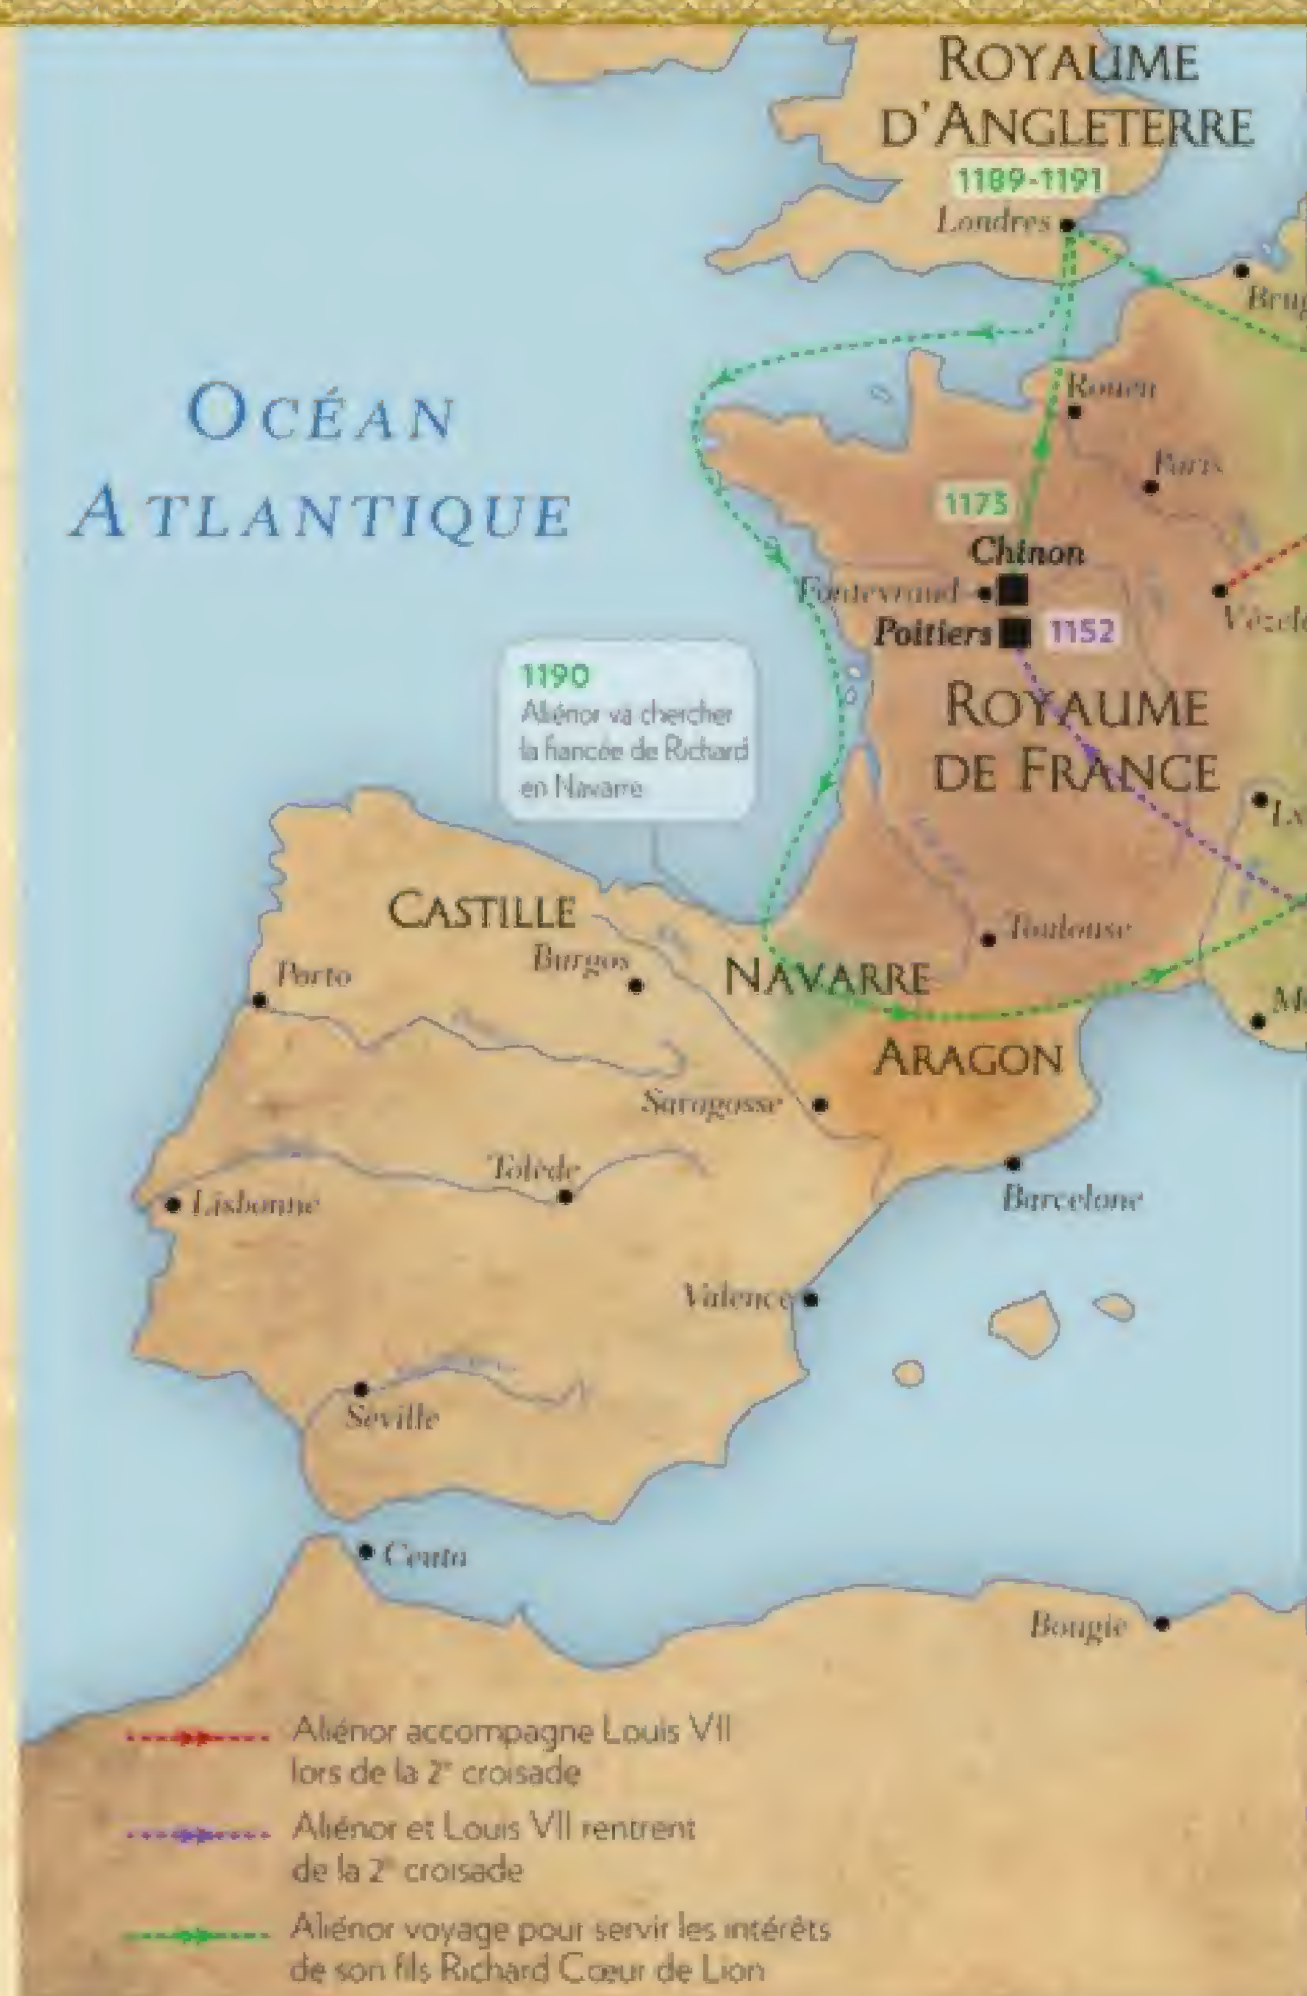 ROYAUME
D'ANGLETERRE
1189-1191
Londres
Rouen
Paris
OCÉAN
ATLANTIQUE
1173
Chinon
Fontevraud
Poitiers 1152
1190
Aliénor va chercher
la fiancée de Richard
en Navarre
ROYAUME
DE FRANCE
CASTILLE
Burgos
Toulouse
Porto
NAVARRE
ARAGON
Saragosse
Tolède
Lisbonne
Barcelone
Valence
Séville
Ceuta
Bougie
Aliénor accompagne Louis VII
lors de la 2e croisade
Aliénor et Louis VII rentrent
de la 2e croisade
Aliénor voyage pour servir les intérêts
de son fils Richard Cœur de Lion